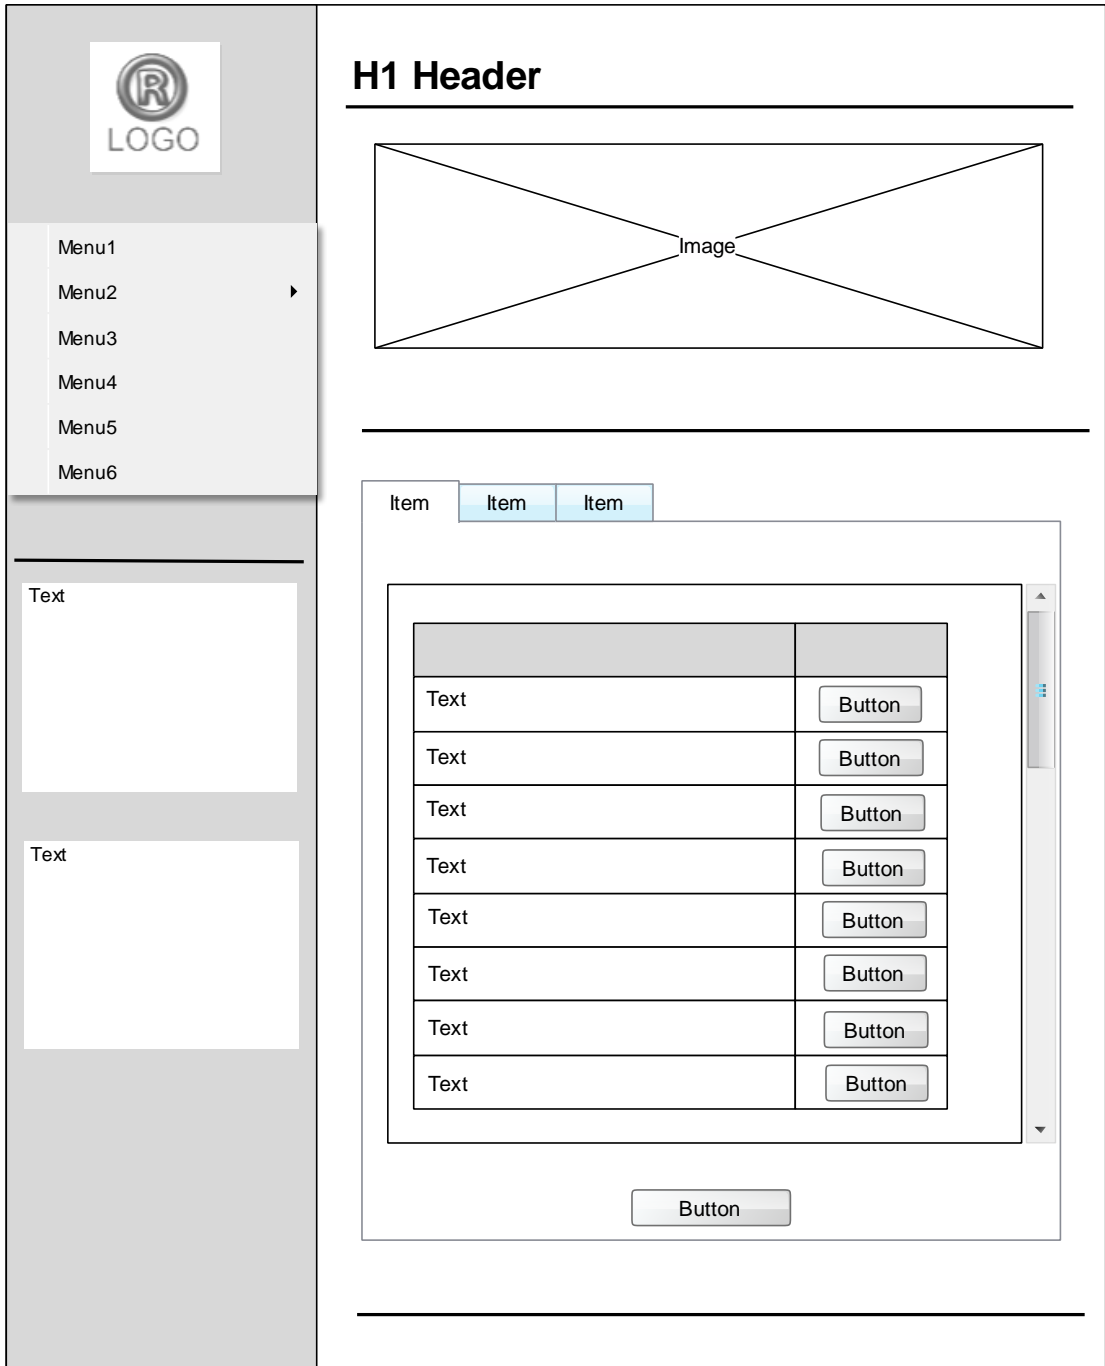 ®
LOGO
Menu1
Menu2
Menu3
Menu4
Menu5
Menu6
Text
Text
H1 Header
Image
Item Item Item
Text Button
Text Button
Text Button
Text Button
Text Button
Text Button
Text Button
Text Button
Button